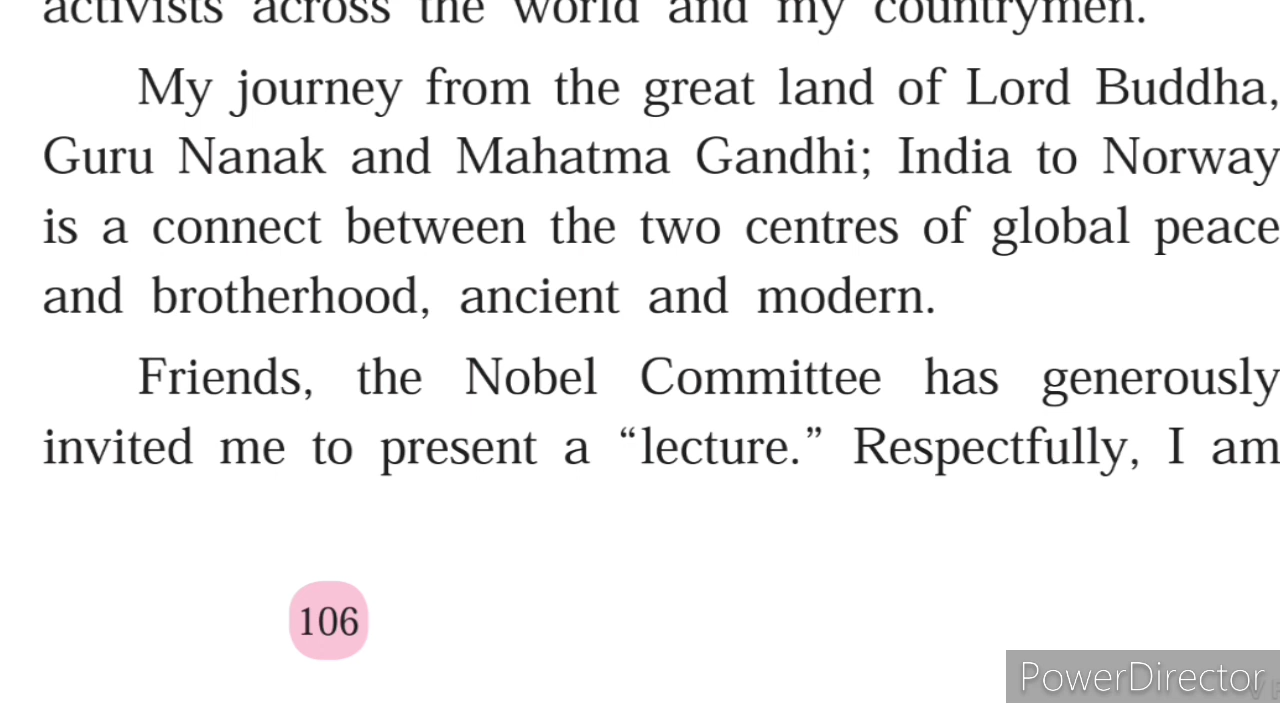 activists across the world and my countrymen.
My journey from the great land of Lord Buddha,
Guru Nanak and Mahatma Gandhi; India to Norway
is a connect between the two centres of global peace
and brotherhood, ancient and modern.
Friends, the Nobel Committee has generously
invited me to present a “lecture.” Respectfully, I am
106
PowerDirector